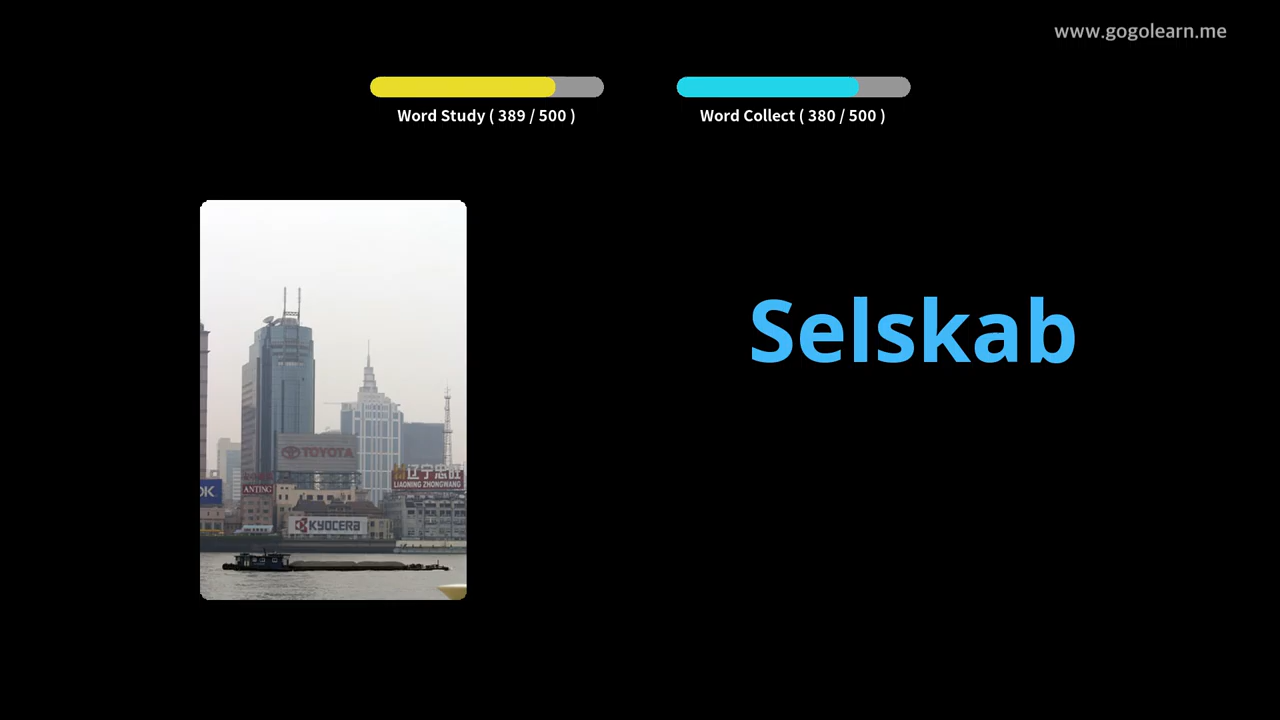 www.gogolearn.me
Word Study ( 389 / 500 )
Word Collect ( 380 / 500 )
Selskab
TOYOTA
辽宁忠旺
LIAONING ZHONGWANG
OK
ANTING
KYOCERA